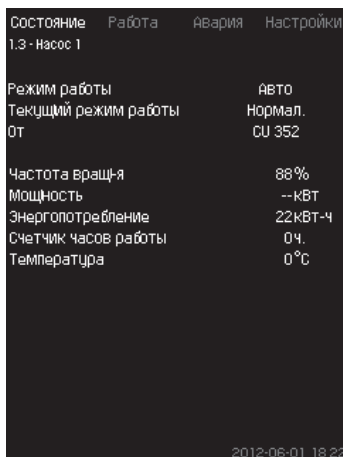 Состояние Работа Авария Настройки
1.3 - Насос 1
Режим работы Авто
Текущий режим работы Нормал.
От CU 352
Частота вращ-я 88%
Мощность --кВт
Энергопотребление 22кВт-ч
Счетчик часов работы 0ч.
Температура 0°C
2012-06-01 18:22